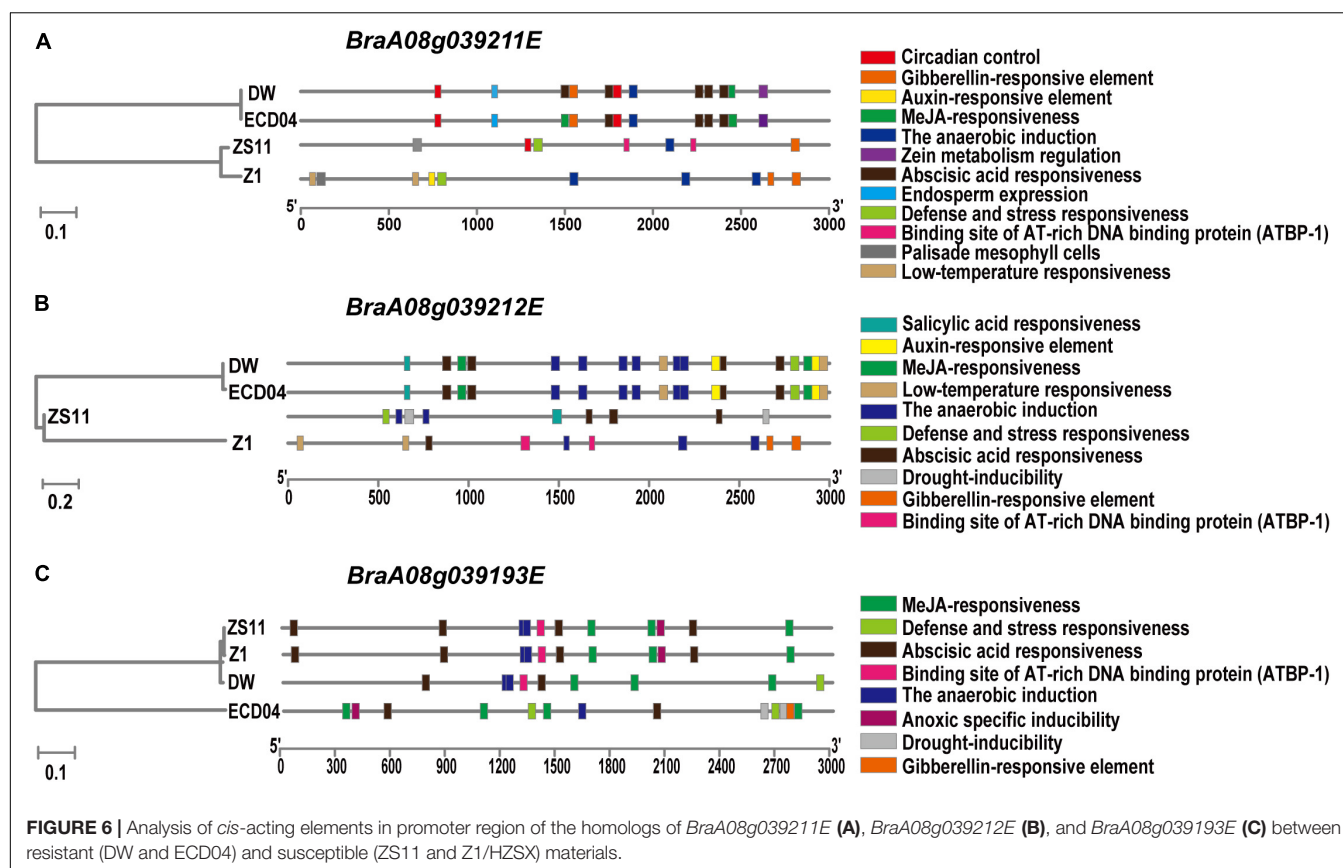 A
BraA08g039211E
DW
ECD04
ZS11
Z1
0.1
5'
3'
0 500 1000 1500 2000 2500 3000
Circadian control
Gibberellin-responsive element
Auxin-responsive element
MeJA-responsiveness
The anaerobic induction
Zein metabolism regulation
Abscisic acid responsiveness
Endosperm expression
Defense and stress responsiveness
Binding site of AT-rich DNA binding protein (ATBP-1)
Palisade mesophyll cells
Low-temperature responsiveness
B
BraA08g039212E
DW
ECD04
ZS11
Z1
0.2
5'
3'
0 500 1000 1500 2000 2500 3000
Salicylic acid responsiveness
Auxin-responsive element
MeJA-responsiveness
Low-temperature responsiveness
The anaerobic induction
Defense and stress responsiveness
Abscisic acid responsiveness
Drought-inducibility
Gibberellin-responsive element
Binding site of AT-rich DNA binding protein (ATBP-1)
C
BraA08g039193E
ZS11
Z1
DW
ECD04
0.1
5'
3'
0 300 600 900 1200 1500 1800 2100 2400 2700 3000
MeJA-responsiveness
Defense and stress responsiveness
Abscisic acid responsiveness
Binding site of AT-rich DNA binding protein (ATBP-1)
The anaerobic induction
Anoxic specific inducibility
Drought-inducibility
Gibberellin-responsive element
FIGURE 6 | Analysis of cis-acting elements in promoter region of the homologs of BraA08g039211E (A), BraA08g039212E (B), and BraA08g039193E (C) between
resistant (DW and ECD04) and susceptible (ZS11 and Z1/HZSX) materials.